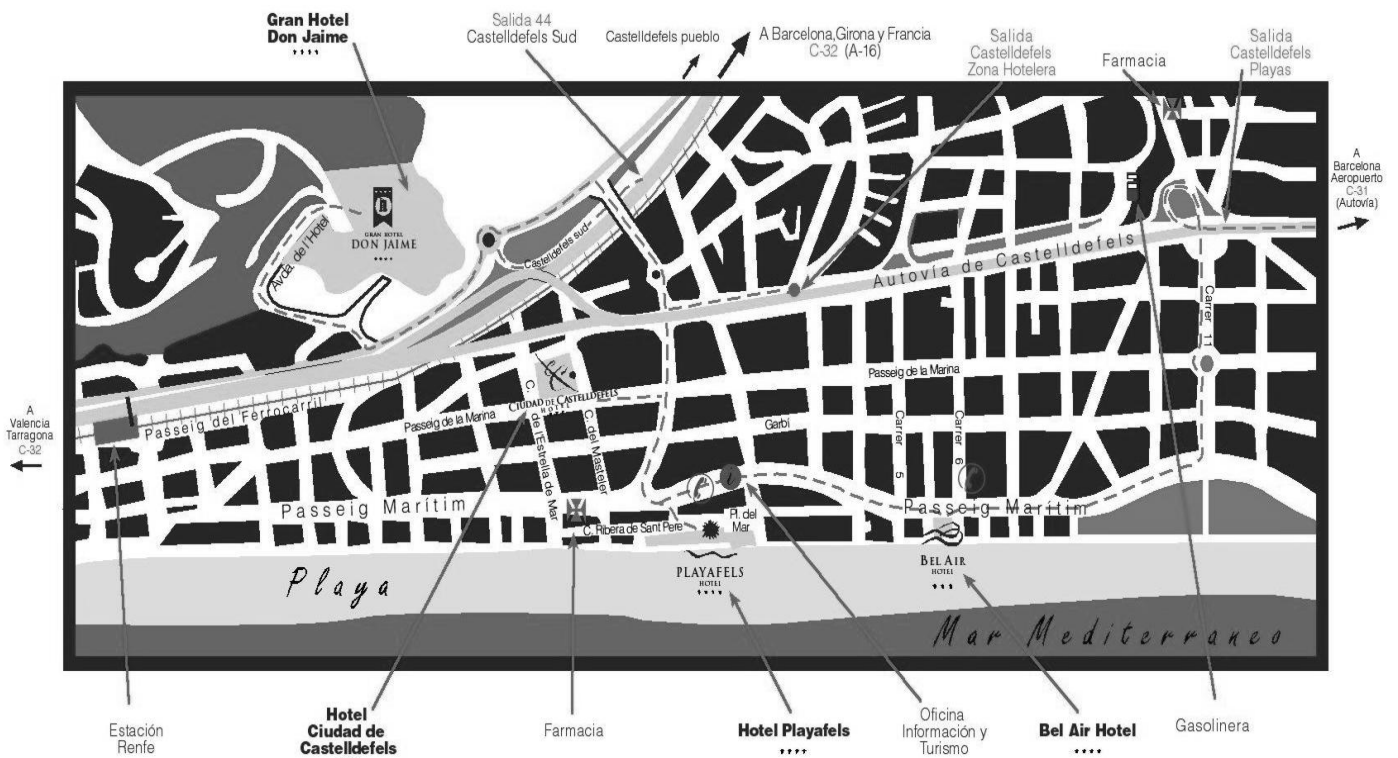 Gran Hotel
Don Jaime
Salida 44
Castelldefels Sud
Castelldefels pueblo
A Barcelona,Girona y Francia
C-32 (A-16)
Salida
Castelldefels
Zona Hotelera
Farmacia
Salida
Castelldefels
Playas
A
Barcelona
Aeropuerto
C-31
(Autovía)
GRAN HOTEL
DON JAIME
Avda. de l'Hotel
Castelldefels sud
Autovía de Castelldefels
Carrer 11
Passeig de la Marina
CIUDAD DE CASTELLDEFELS
HOTEL
A
Valencia
Tarragona
C-32
Passeig del Ferrocarril
Passeig de la Marina
C. de l'Estrella de Mar
C. del Masteler
Garbí
Carrer 5
Carrer 6
Passeig Marítim
Passeig Marítim
C. Ribera de Sant Pere
Pl. del
Mar
PLAYAFELS
HOTEL
BEL AIR
HOTEL
Playa
Mar Mediterraneo
Estación
Renfe
Hotel
Ciudad de
Castelldefels
Farmacia
Hotel Playafels
Oficina
Información y
Turismo
Bel Air Hotel
Gasolinera